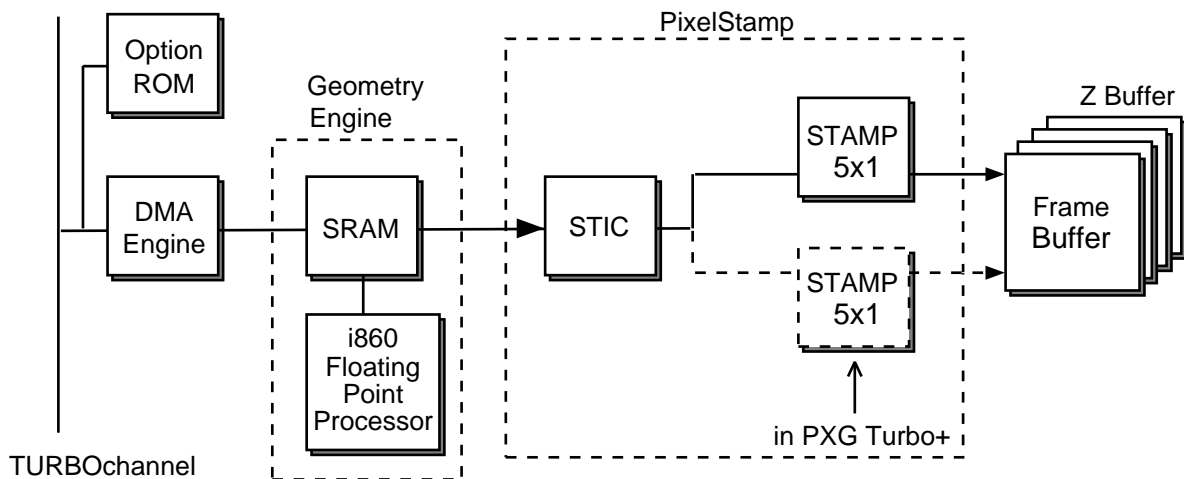 PixelStamp
Option
ROM
Geometry
Engine
Z Buffer
STAMP
5x1
DMA
Engine
SRAM
STIC
Frame
Buffer
STAMP
5x1
i860
Floating
Point
Processor
in PXG Turbo+
TURBOchannel